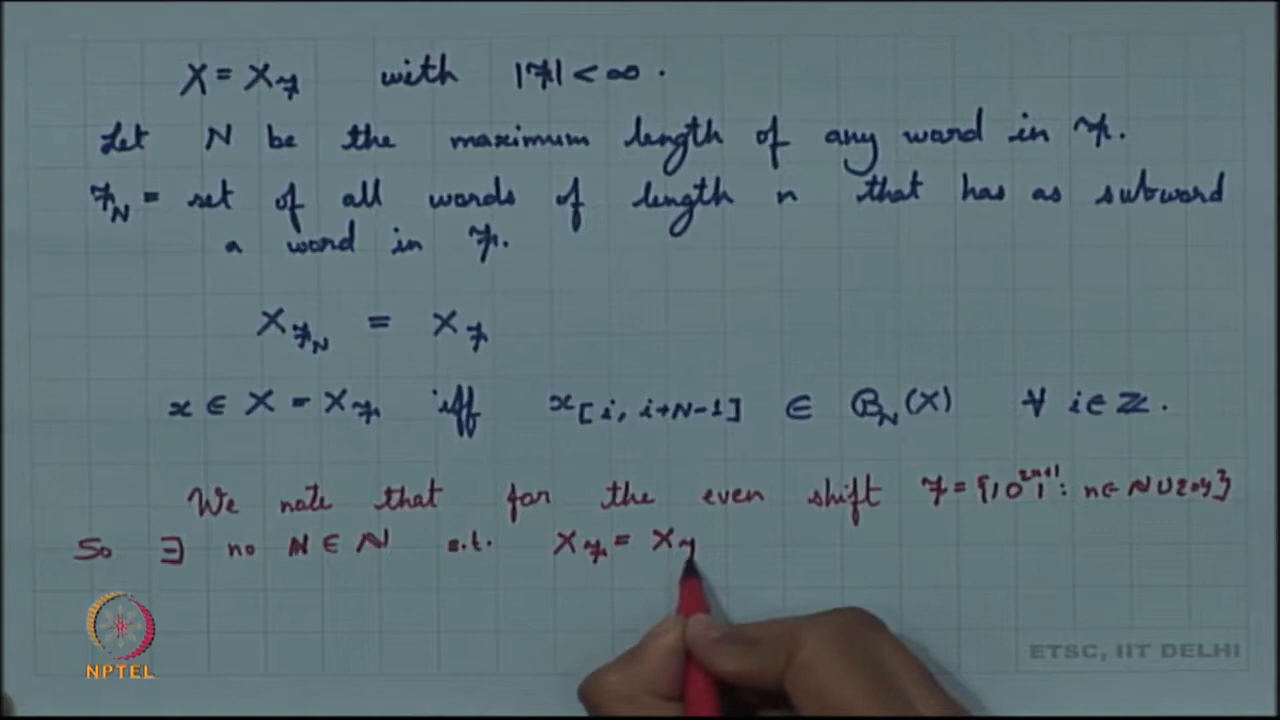 X = X_𝓕 with |𝓕| < ∞.
Let N be the maximum length of any word in 𝓕.
𝓕_N = set of all words of length n that has as subword
a word in 𝓕.
X_{𝓕_N} = X_𝓕
x ∈ X = X_𝓕 iff x_{[i, i+N-1]} ∈ 𝓑_N(X) ∀ i ∈ ℤ.
We note that for the even shift 𝓕 = {1 0^{2n+1} 1 : n ∈ ℕ ∪ {0}}
So ∃ no N ∈ ℕ s.t. X_𝓕 = X_𝓕
NPTEL
ETSC, IIT DELHI